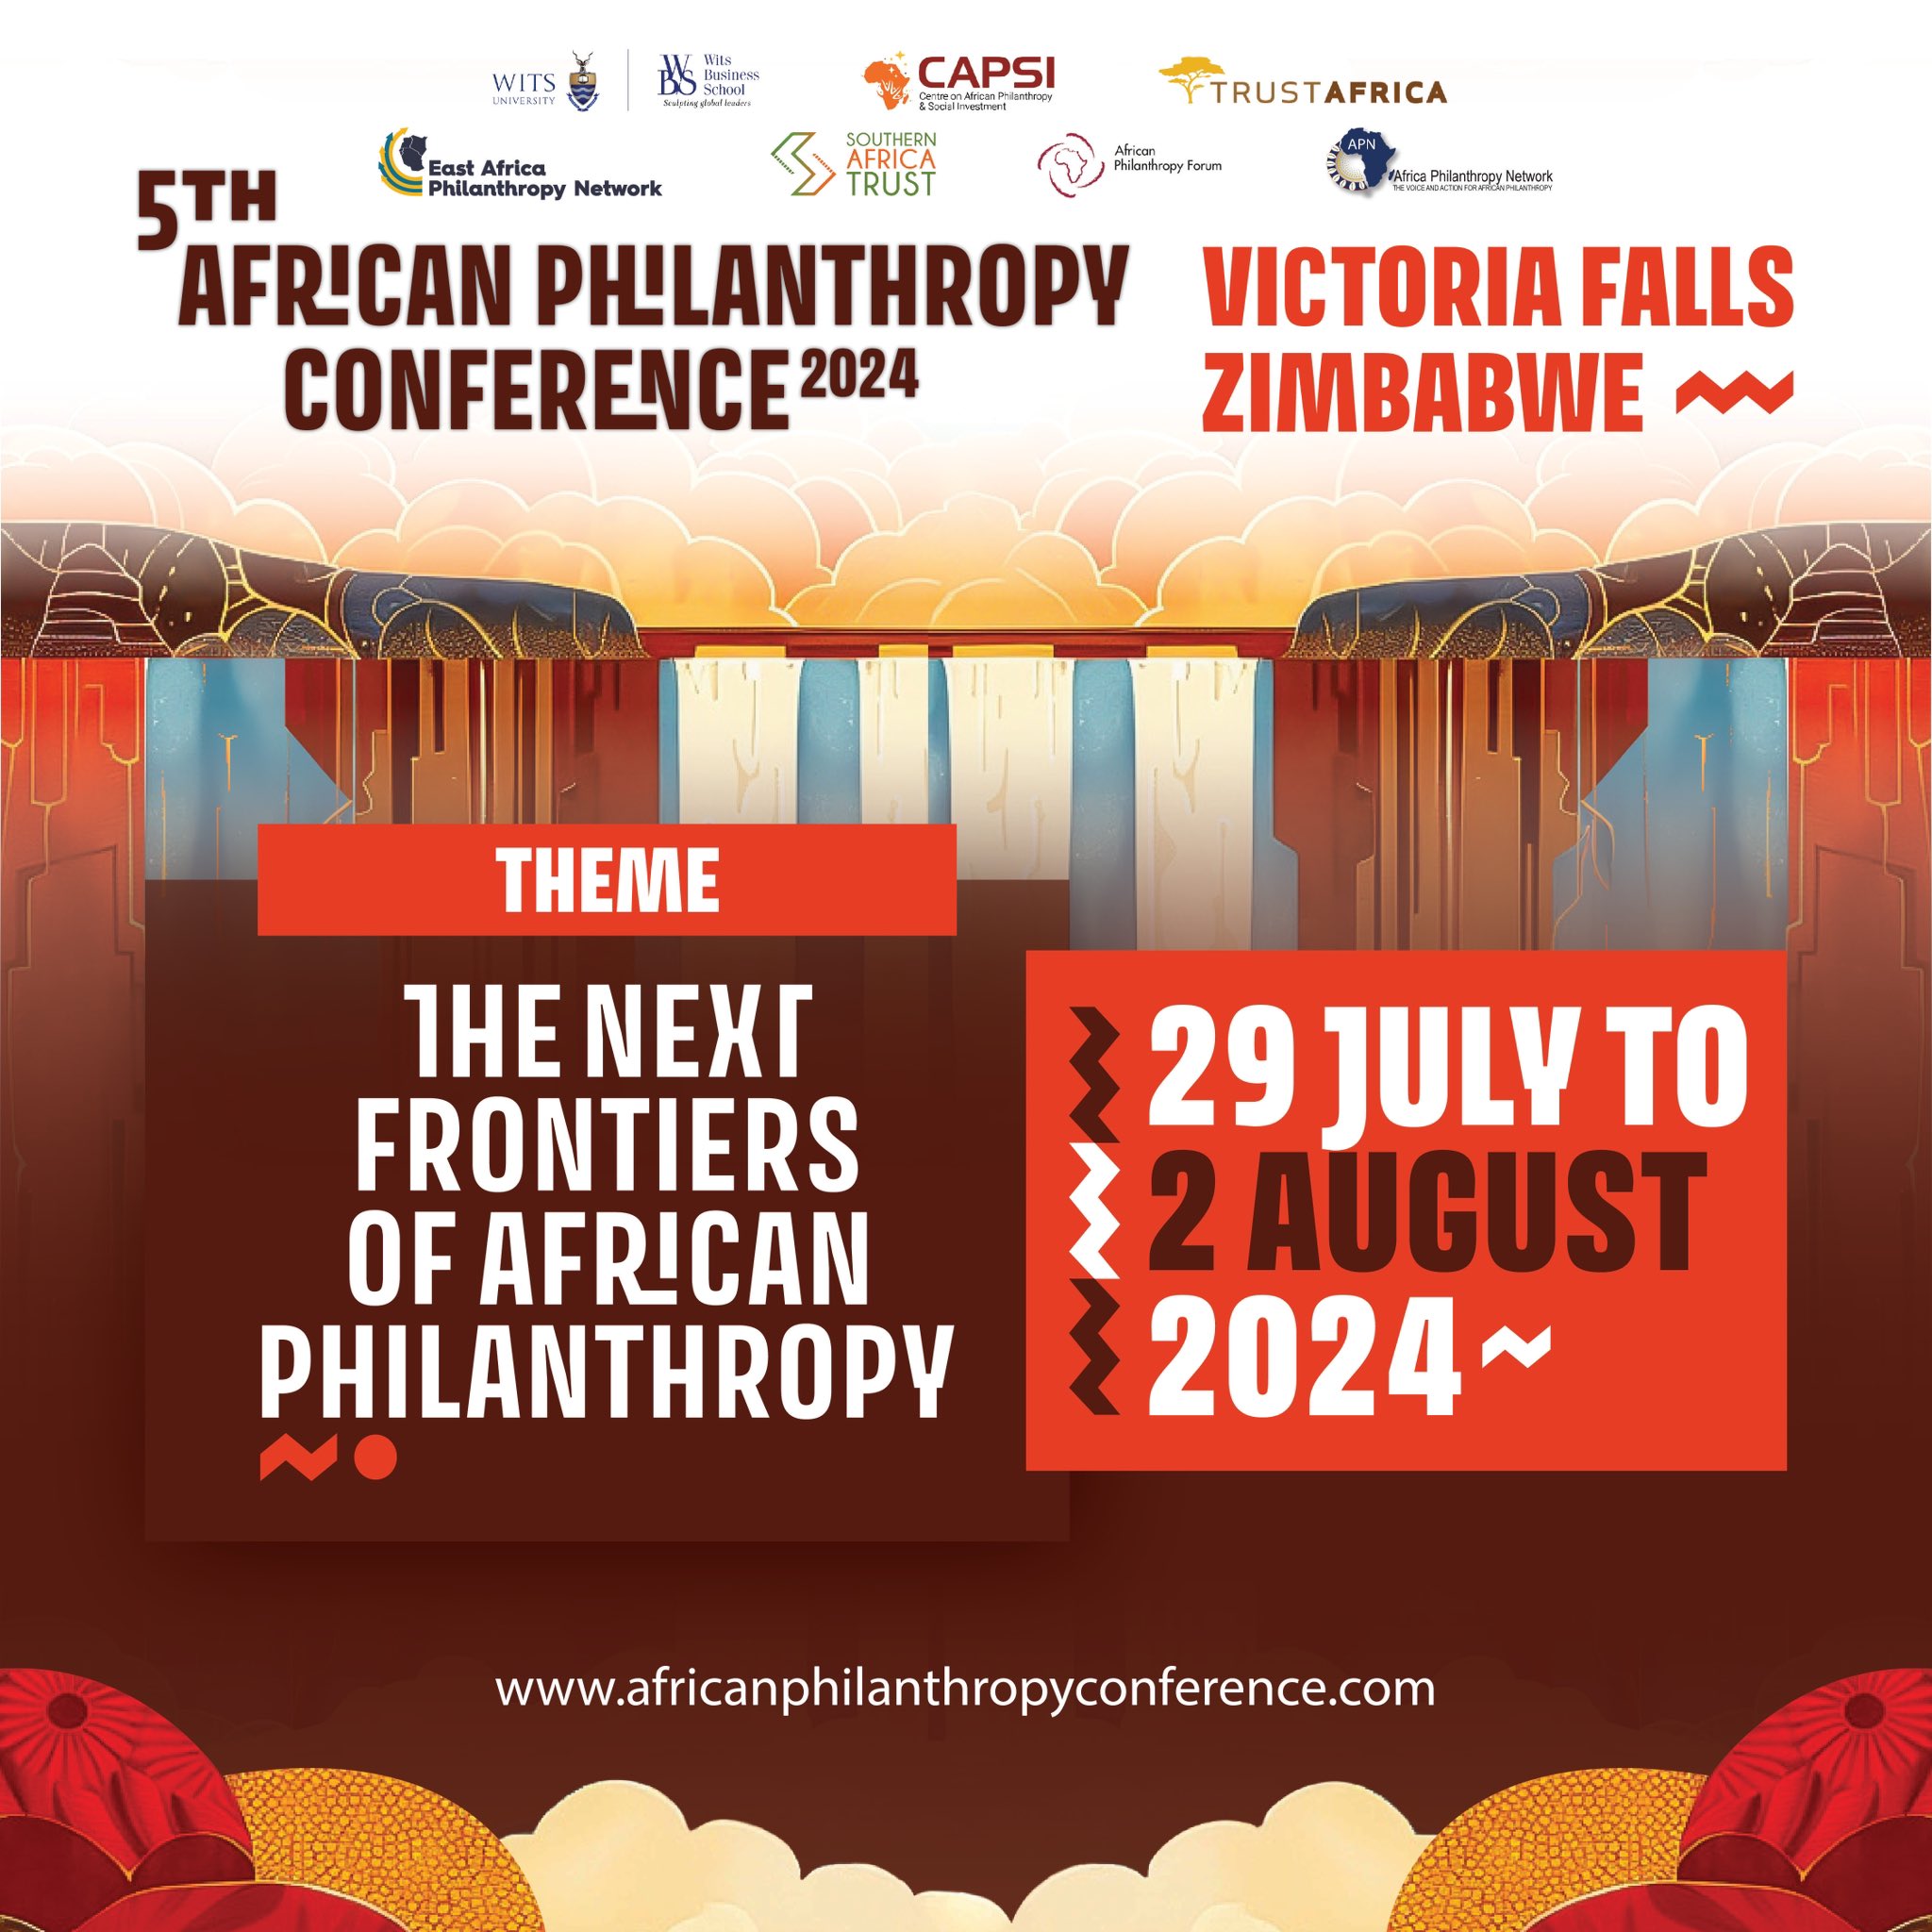 WITS
UNIVERSITY
WBS
Wits
Business
School
Sculpting global leaders
CAPSI
Centre on African Philanthropy
& Social Investment
TRUSTAFRICA
East Africa
Philanthropy Network
SOUTHERN
AFRICA
TRUST
African
Philanthropy Forum
APN
Africa Philanthropy Network
THE VOICE AND ACTION FOR AFRICAN PHILANTHROPY
5TH
AFRICAN PHILANTHROPY
CONFERENCE 2024
VICTORIA FALLS
ZIMBABWE
THEME
THE NEXT
FRONTIERS
OF AFRICAN
PHILANTHROPY
29 JULY TO
2 AUGUST
2024
www.africanphilanthropyconference.com